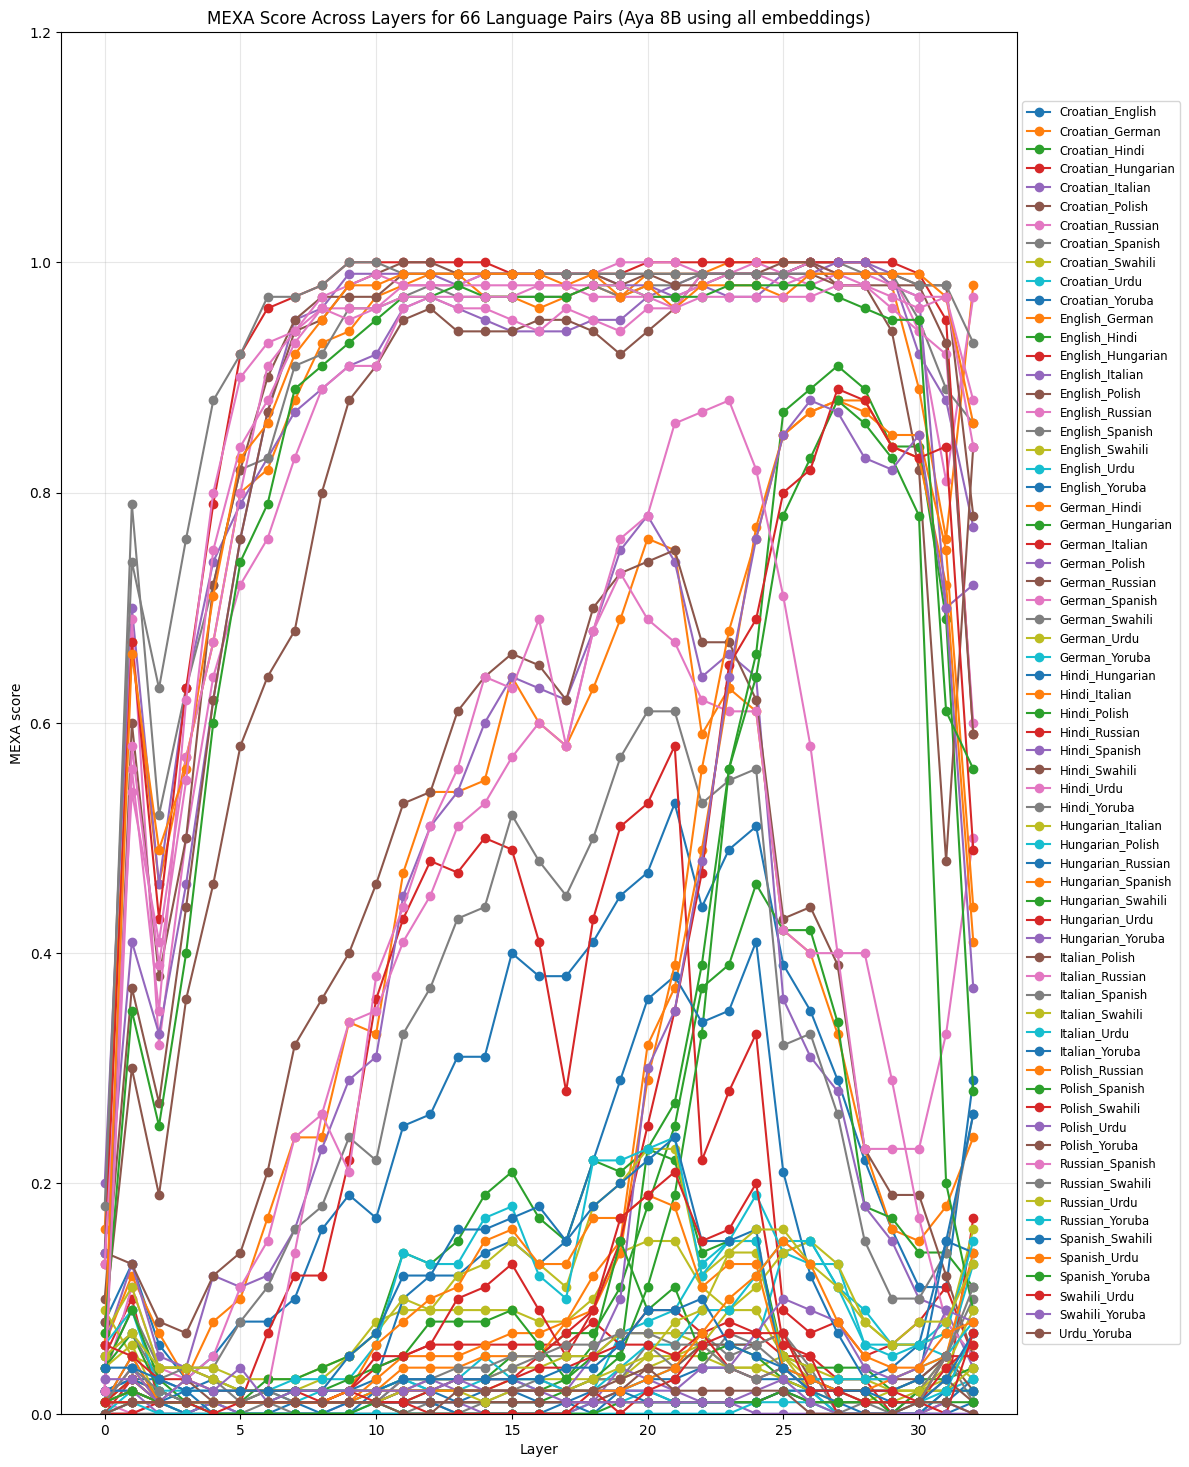 MEXA Score Across Layers for 66 Language Pairs (Aya 8B using all embeddings)
1.2
1.0
0.8
0.6
0.4
0.2
0.0
MEXA score
0 5 10 15 20 25 30
Layer
Croatian_English
Croatian_German
Croatian_Hindi
Croatian_Hungarian
Croatian_Italian
Croatian_Polish
Croatian_Russian
Croatian_Spanish
Croatian_Swahili
Croatian_Urdu
Croatian_Yoruba
English_German
English_Hindi
English_Hungarian
English_Italian
English_Polish
English_Russian
English_Spanish
English_Swahili
English_Urdu
English_Yoruba
German_Hindi
German_Hungarian
German_Italian
German_Polish
German_Russian
German_Spanish
German_Swahili
German_Urdu
German_Yoruba
Hindi_Hungarian
Hindi_Italian
Hindi_Polish
Hindi_Russian
Hindi_Spanish
Hindi_Swahili
Hindi_Urdu
Hindi_Yoruba
Hungarian_Italian
Hungarian_Polish
Hungarian_Russian
Hungarian_Spanish
Hungarian_Swahili
Hungarian_Urdu
Hungarian_Yoruba
Italian_Polish
Italian_Russian
Italian_Spanish
Italian_Swahili
Italian_Urdu
Italian_Yoruba
Polish_Russian
Polish_Spanish
Polish_Swahili
Polish_Urdu
Polish_Yoruba
Russian_Spanish
Russian_Swahili
Russian_Urdu
Russian_Yoruba
Spanish_Swahili
Spanish_Urdu
Spanish_Yoruba
Swahili_Urdu
Swahili_Yoruba
Urdu_Yoruba